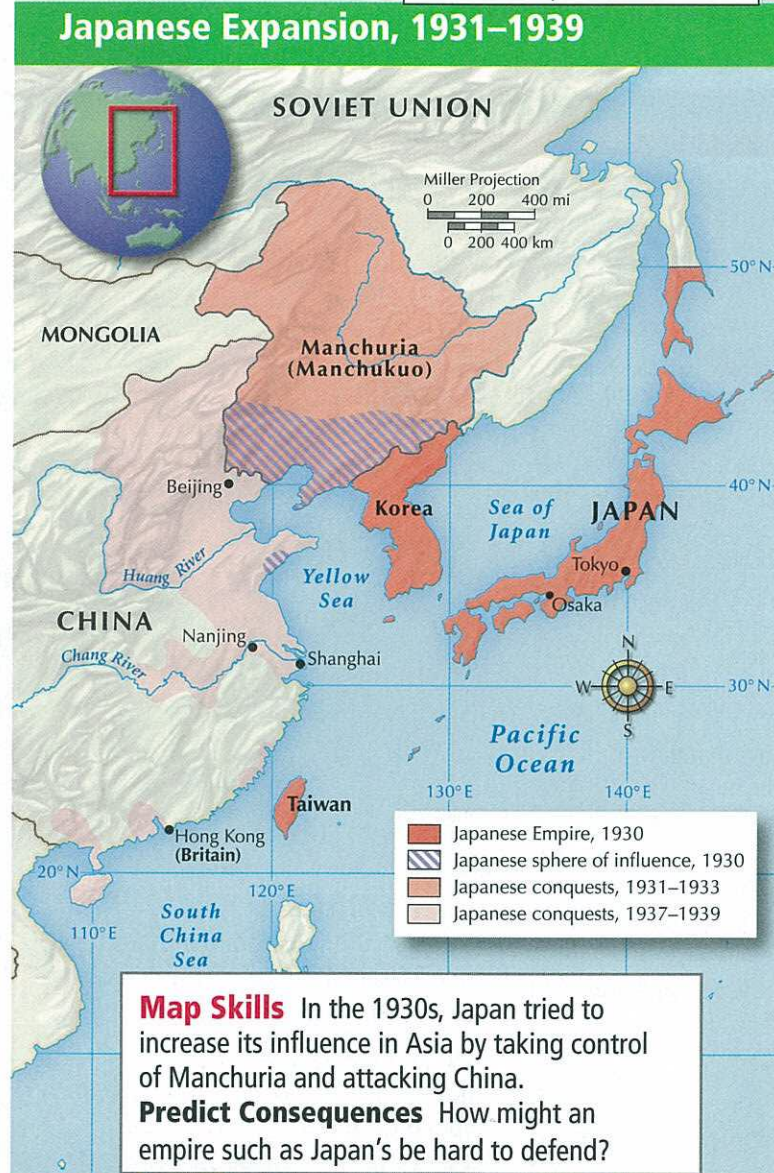 Japanese Expansion, 1931–1939
SOVIET UNION
Miller Projection
0 200 400 mi
0 200 400 km
50°N
MONGOLIA
Manchuria
(Manchukuo)
Beijing
40°N
Korea
Sea of
Japan
JAPAN
Huang River
Yellow
Sea
Tokyo
Osaka
CHINA
Nanjing
Shanghai
Chang River
N
W E
S
30°N
Pacific
Ocean
130°E
140°E
Taiwan
Hong Kong
(Britain)
20°N
120°E
110°E
South
China
Sea
Japanese Empire, 1930
Japanese sphere of influence, 1930
Japanese conquests, 1931–1933
Japanese conquests, 1937–1939
Map Skills In the 1930s, Japan tried to
increase its influence in Asia by taking control
of Manchuria and attacking China.
Predict Consequences How might an
empire such as Japan's be hard to defend?